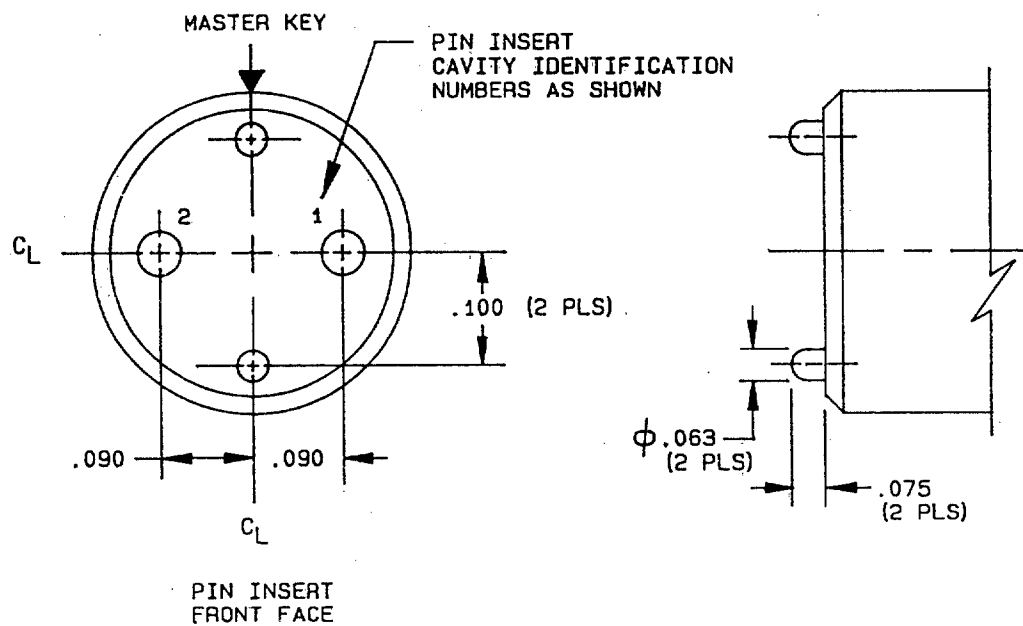 MASTER KEY
PIN INSERT
CAVITY IDENTIFICATION
NUMBERS AS SHOWN
2
1
CL
.100 (2 PLS)
.090
.090
CL
PIN INSERT
FRONT FACE
ϕ.063
(2 PLS)
.075
(2 PLS)